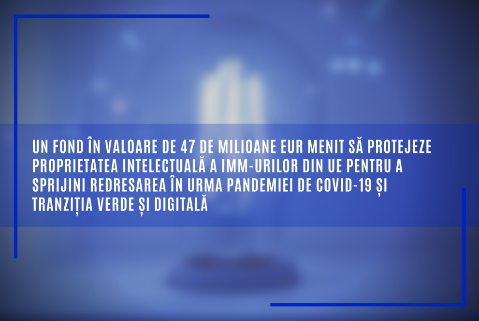 UN FOND ÎN VALOARE DE 47 DE MILIOANE EUR MENIT SĂ PROTEJEZE
PROPRIETATEA INTELECTUALĂ A IMM-URILOR DIN UE PENTRU A
SPRIJINI REDRESAREA ÎN URMA PANDEMIEI DE COVID-19 ȘI
TRANZIȚIA VERDE ȘI DIGITALĂ